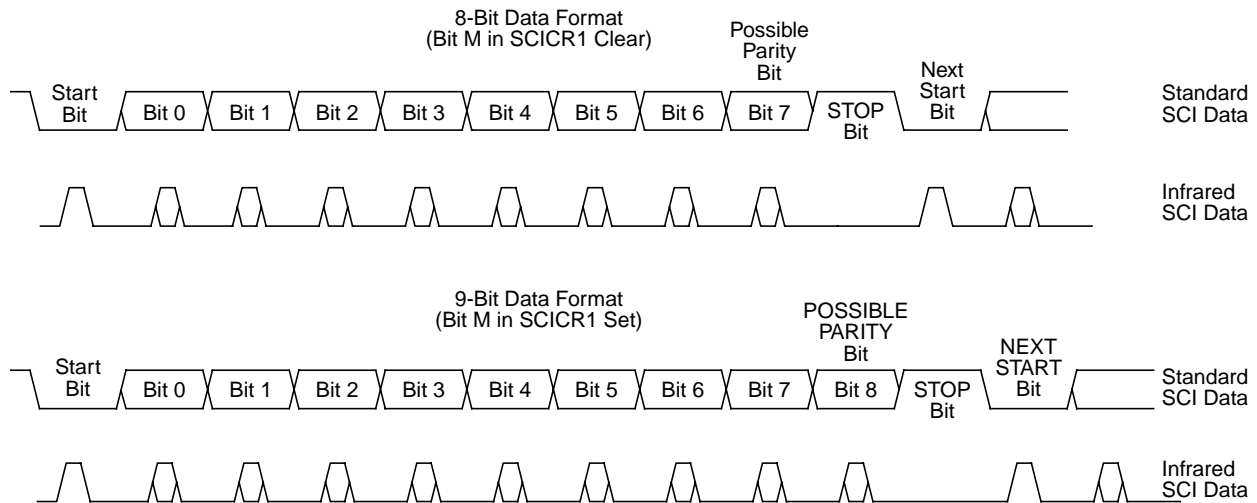 8-Bit Data Format
(Bit M in SCICR1 Clear)
Possible
Parity
Bit
Start
Bit
Bit 0
Bit 1
Bit 2
Bit 3
Bit 4
Bit 5
Bit 6
Bit 7
STOP
Bit
Next
Start
Bit
Standard
SCI Data
Infrared
SCI Data
9-Bit Data Format
(Bit M in SCICR1 Set)
POSSIBLE
PARITY
Bit
Start
Bit
Bit 0
Bit 1
Bit 2
Bit 3
Bit 4
Bit 5
Bit 6
Bit 7
Bit 8
STOP
Bit
NEXT
START
Bit
Standard
SCI Data
Infrared
SCI Data